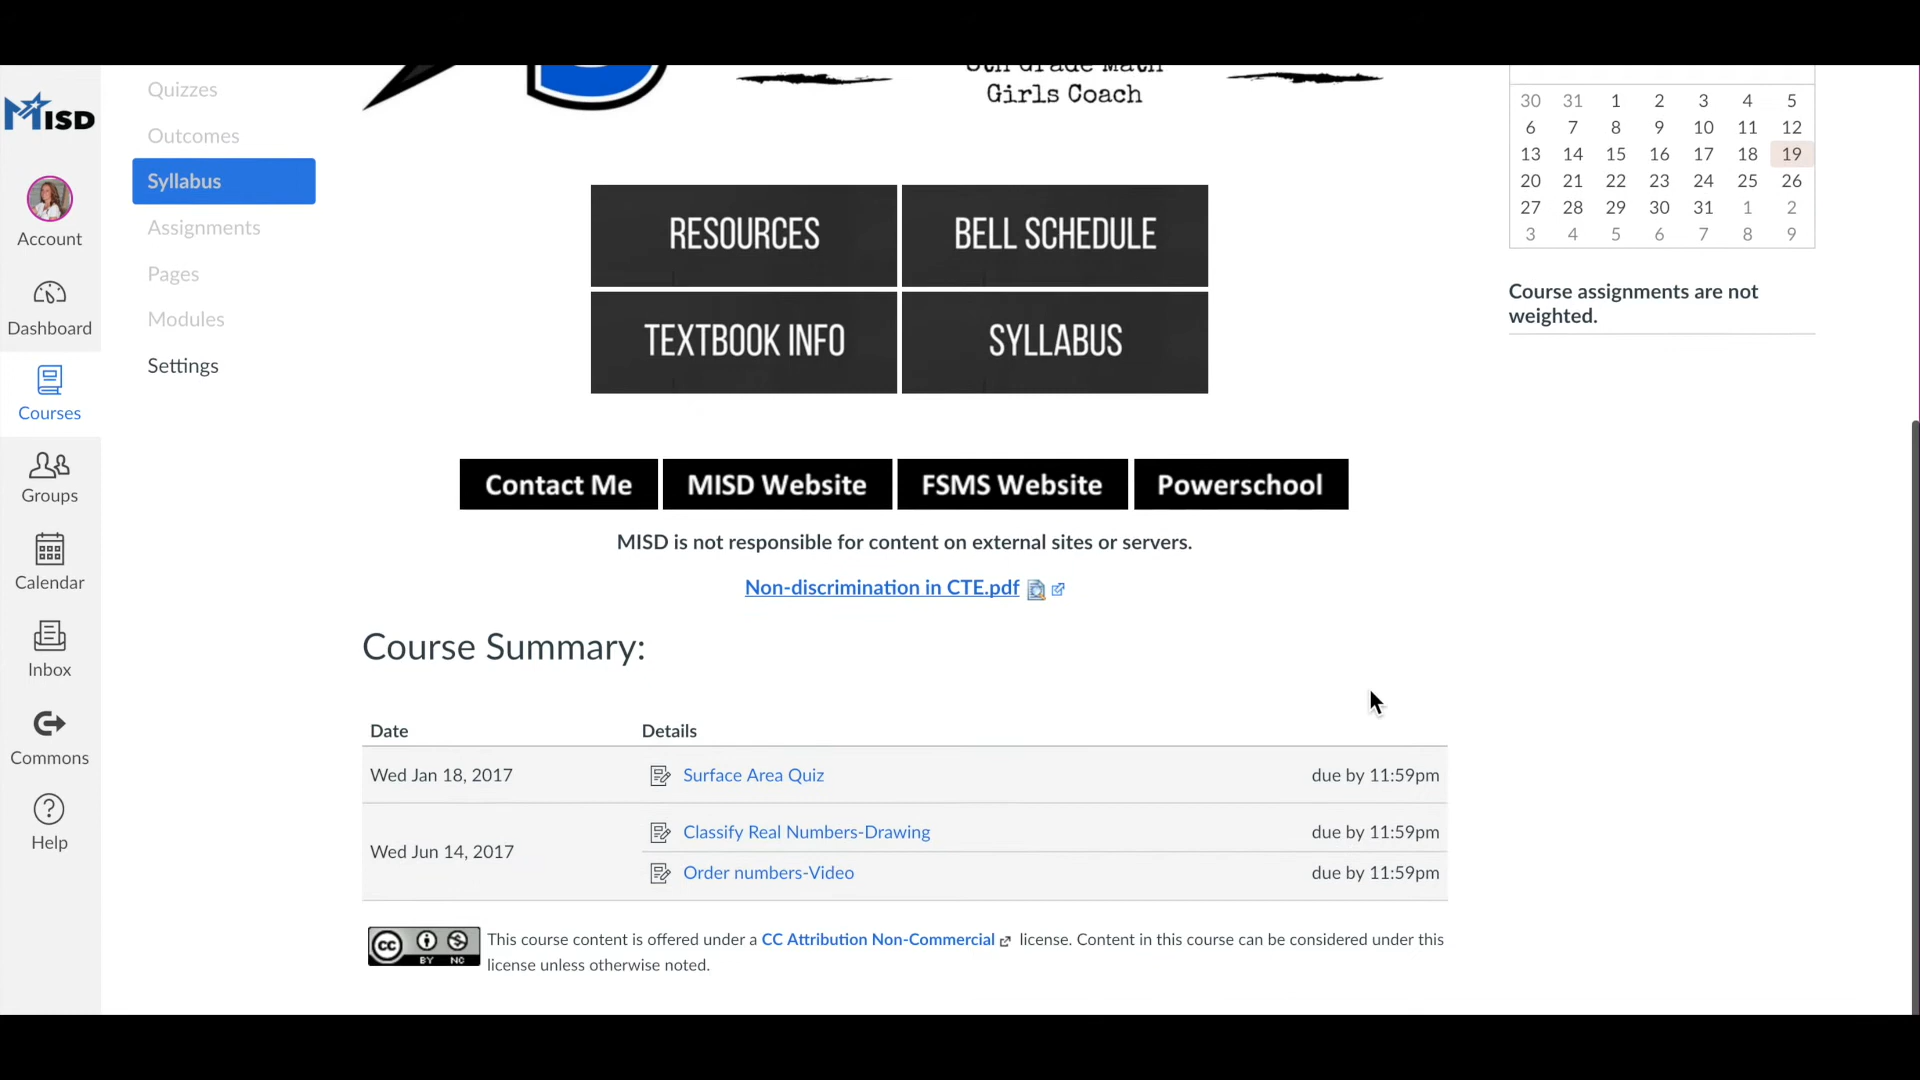 MISD
Account
Dashboard
Courses
Groups
Calendar
Inbox
Commons
Help
Quizzes
Outcomes
Syllabus
Assignments
Pages
Modules
Settings
8th Grade Math
Girls Coach
RESOURCES
BELL SCHEDULE
TEXTBOOK INFO
SYLLABUS
Contact Me
MISD Website
FSMS Website
Powerschool
MISD is not responsible for content on external sites or servers.
Non-discrimination in CTE.pdf
Course Summary:
Date Details
Wed Jan 18, 2017 Surface Area Quiz due by 11:59pm
Wed Jun 14, 2017 Classify Real Numbers-Drawing due by 11:59pm
Order numbers-Video due by 11:59pm
CC BY NC
This course content is offered under a CC Attribution Non-Commercial license. Content in this course can be considered under this
license unless otherwise noted.
30 31 1 2 3 4 5
6 7 8 9 10 11 12
13 14 15 16 17 18 19
20 21 22 23 24 25 26
27 28 29 30 31 1 2
3 4 5 6 7 8 9
Course assignments are not
weighted.